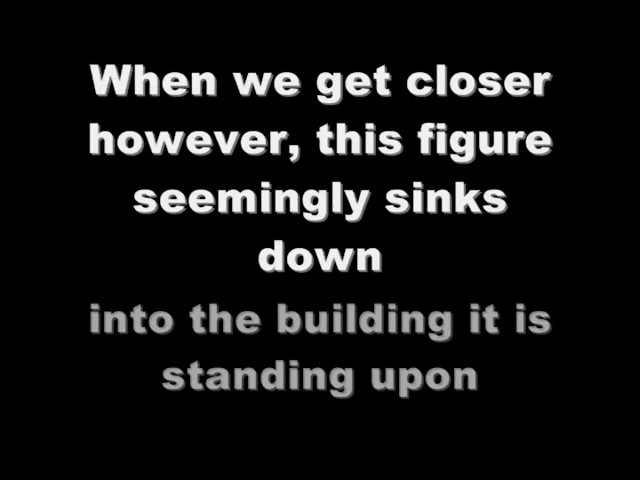 When we get closer
however, this figure
seemingly sinks
down
into the building it is
standing upon